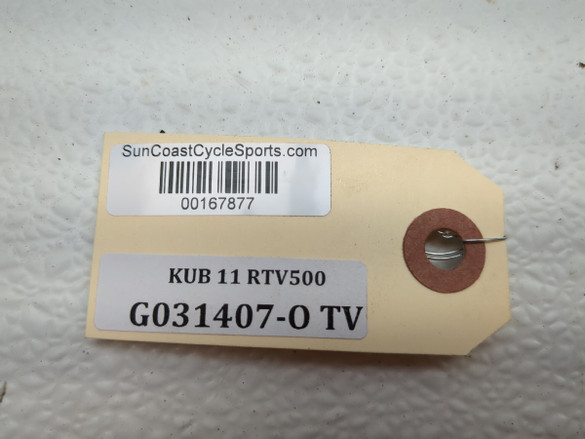 SunCoastCycleSports.com
00167877
KUB 11 RTV500
G031407-O TV